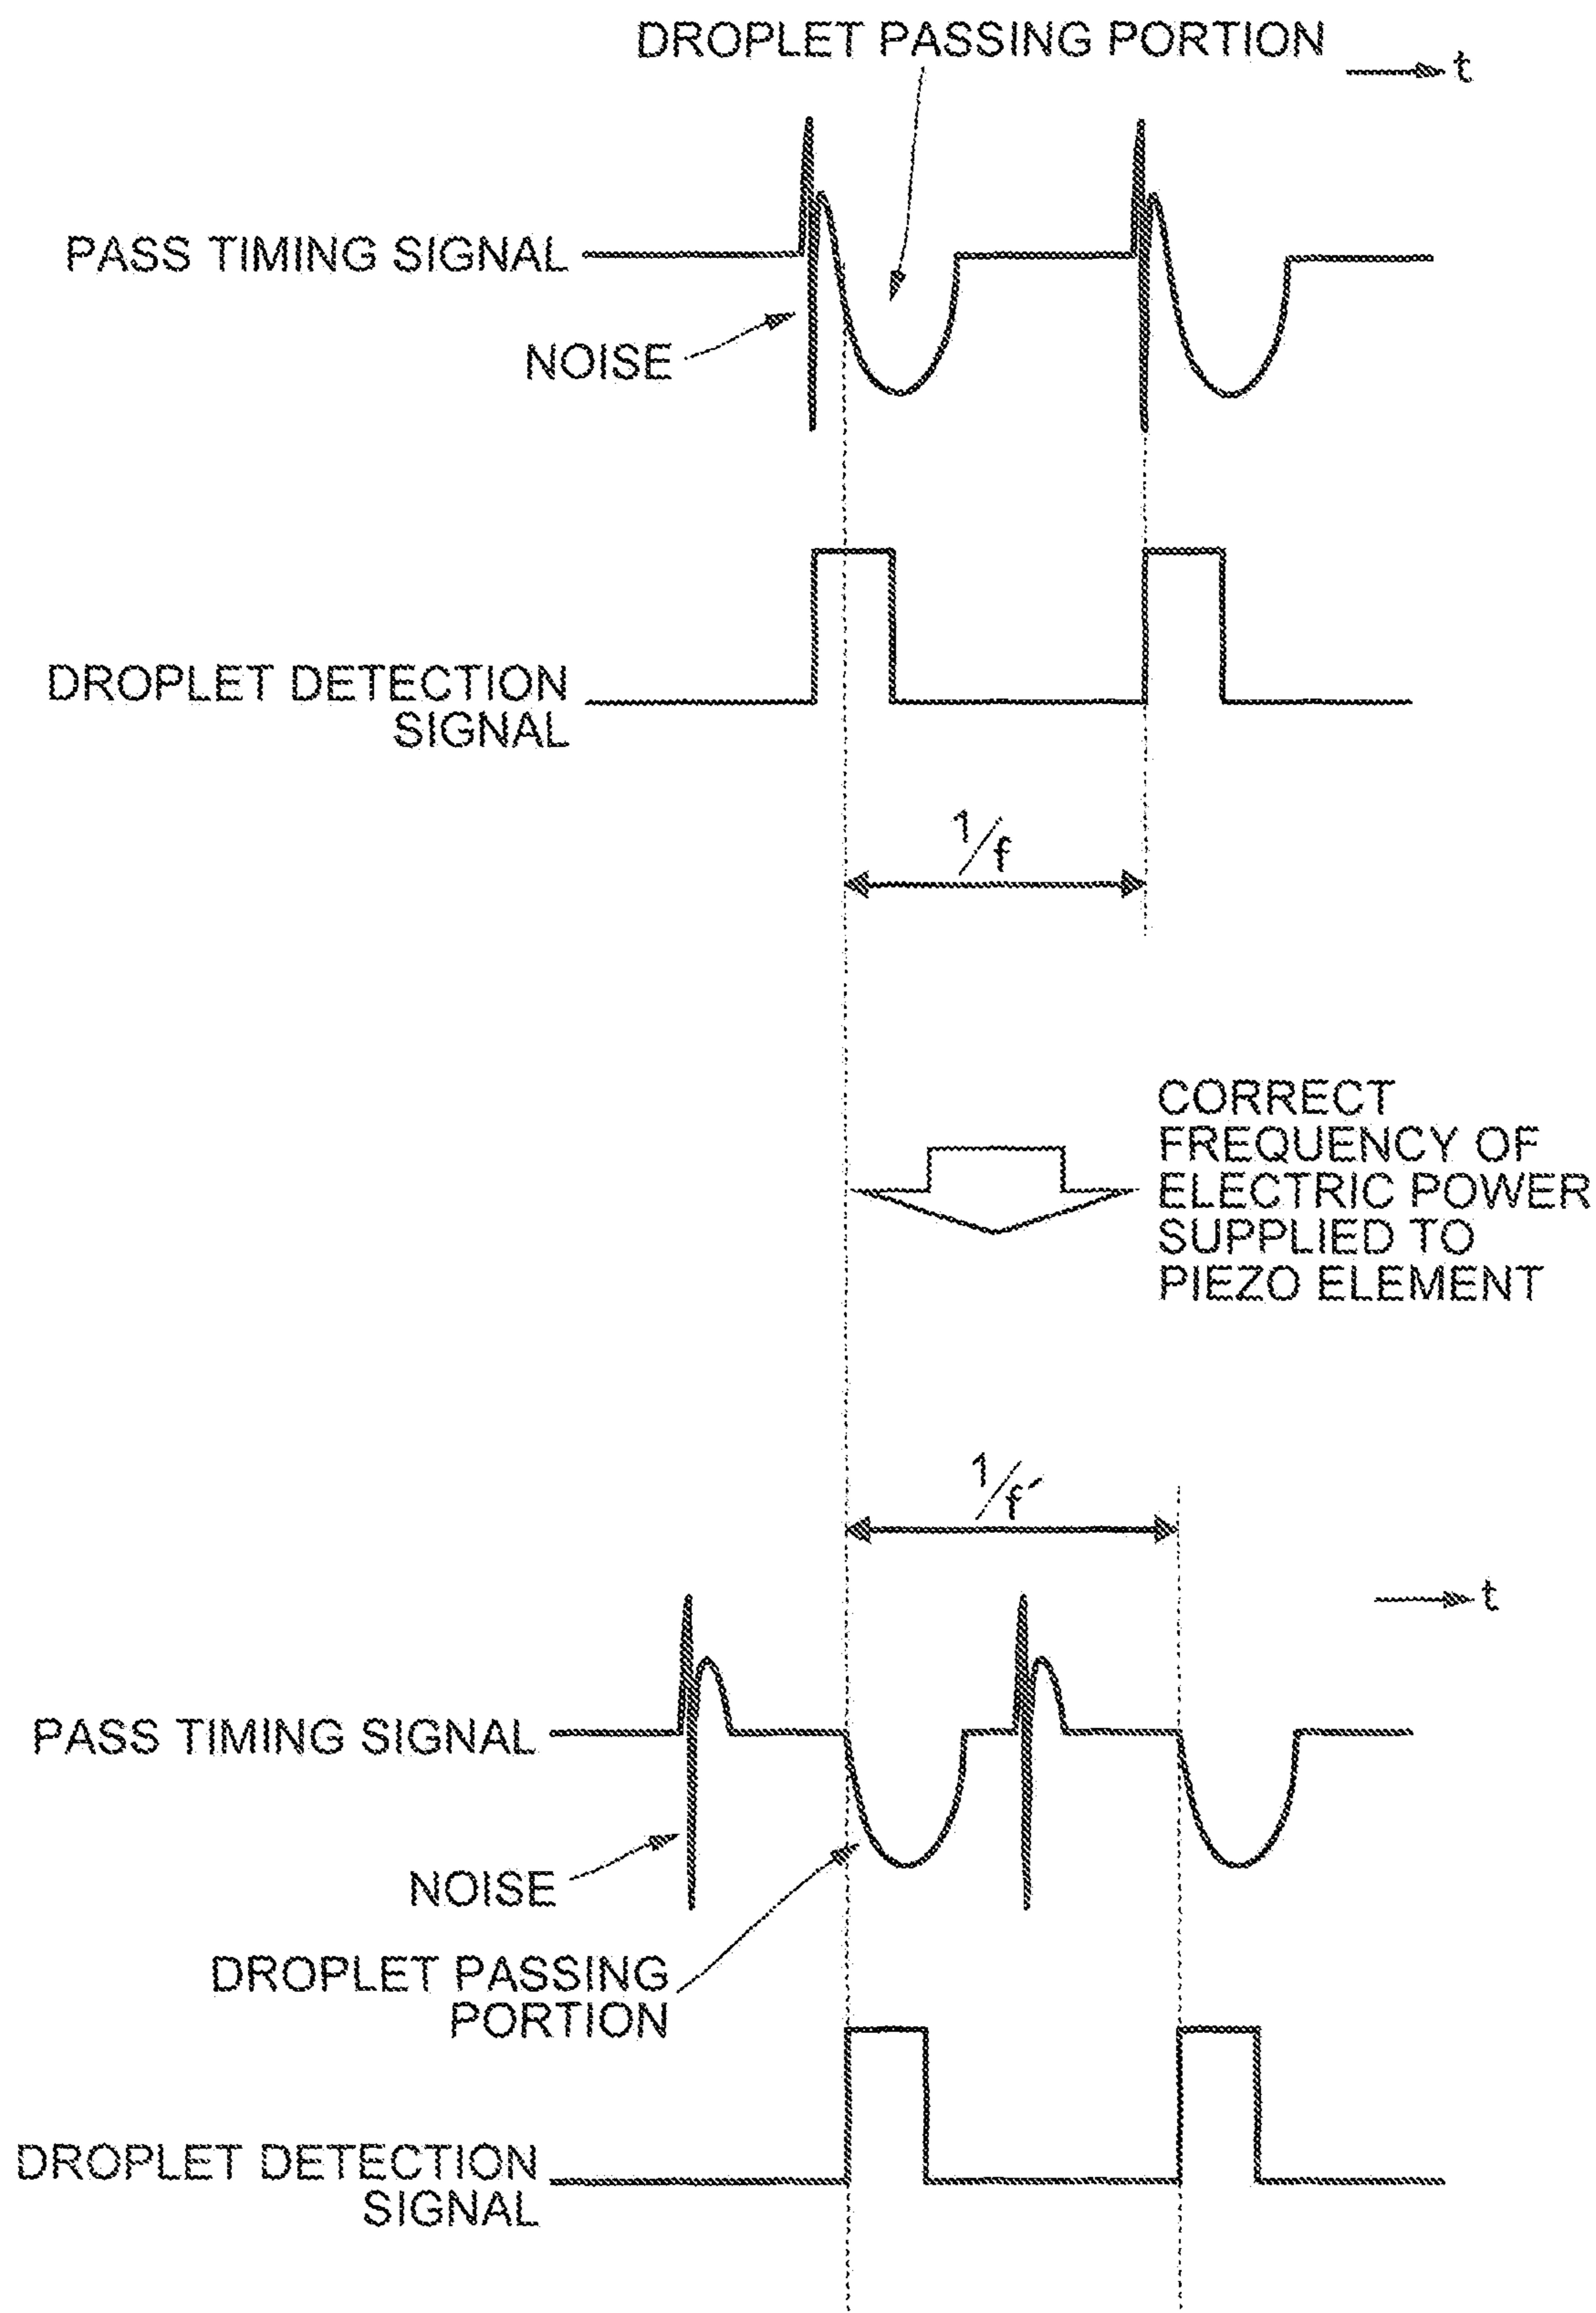 DROPLET PASSING PORTION
t
PASS TIMING SIGNAL
NOISE
DROPLET DETECTION
SIGNAL
1/f
CORRECT
FREQUENCY OF
ELECTRIC POWER
SUPPLIED TO
PIEZO ELEMENT
1/f´
t
PASS TIMING SIGNAL
NOISE
DROPLET PASSING
PORTION
DROPLET DETECTION
SIGNAL